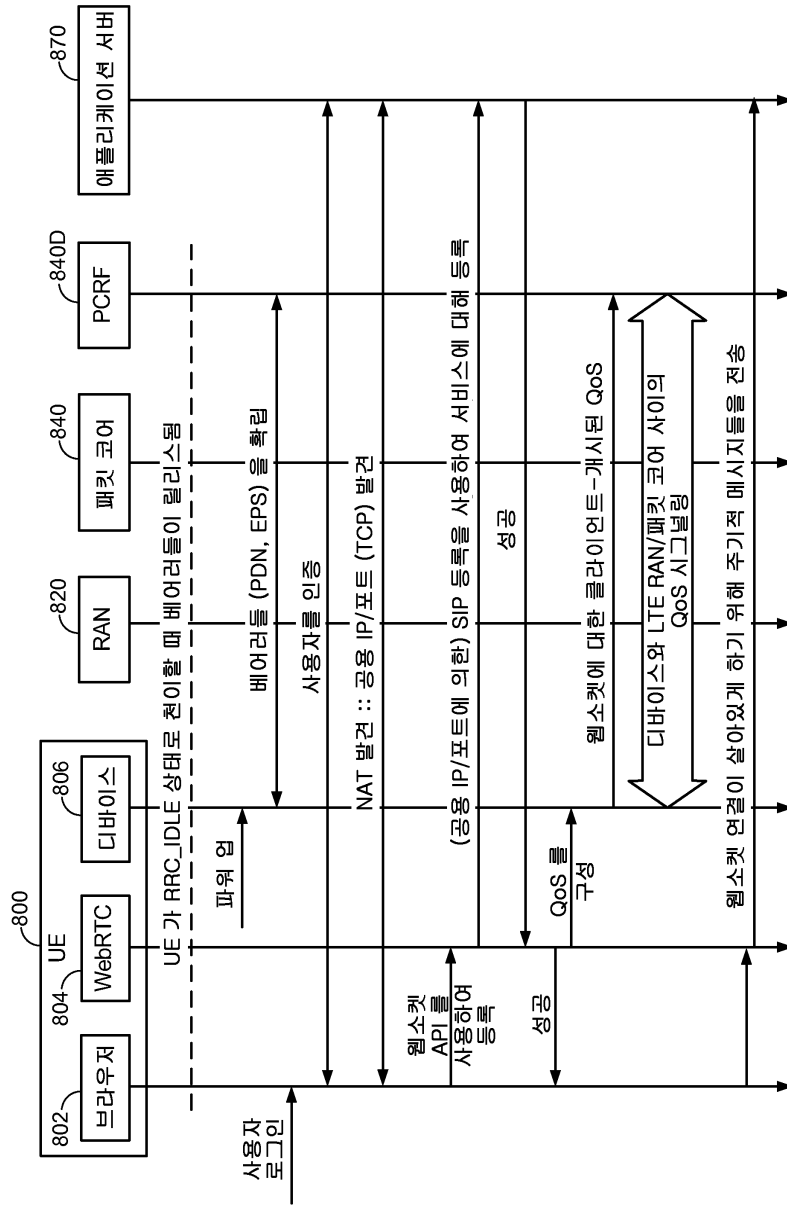 800
UE
802
브라우저
804
WebRTC
806
디바이스
820
RAN
840
패킷 코어
840D
PCRF
870
애플리케이션 서버
UE 가 RRC_IDLE 상태로 천이할 때 베어러들이 릴리스됨
파워 업
베어러들 (PDN, EPS) 을 확립
사용자
로그인
사용자를 인증
NAT 발견 :: 공용 IP/포트 (TCP) 발견
웹소켓
API 를
사용하여
등록
(공용 IP/포트에 의한) SIP 등록을 사용하여 서비스에 대해 등록
성공
성공
QoS 를
구성
웹소켓에 대한 클라이언트-개시된 QoS
디바이스와 LTE RAN/패킷 코어 사이의
QoS 시그널링
웹소켓 연결이 살아있게 하기 위해 주기적 메시지들을 전송